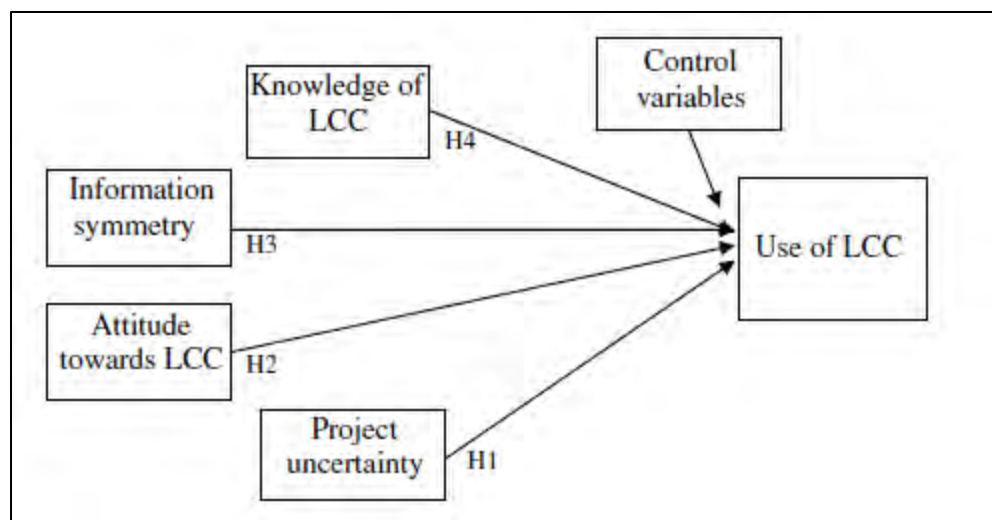 Control
variables
Knowledge of
LCC
H4
Information
symmetry
H3
Use of LCC
Attitude
towards LCC
H2
Project
uncertainty
H1